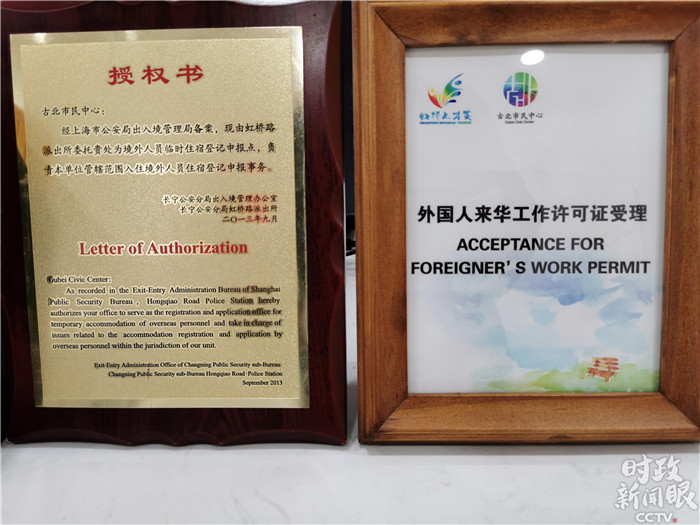 授权书
古北市民中心：
经上海市公安局出入境管理局备案，现由虹桥路
派出所委托贵处为境外人员临时住宿登记申报点，负
责本单位管辖范围入住境外人员住宿登记申报事务。
长宁公安分局出入境管理办公室
长宁公安分局虹桥路派出所
二〇一三年九月
Letter of Authorization
Gubei Civic Center:
As recorded in the Exit-Entry Administration Bureau of Shanghai
Public Security Bureau, Hongqiao Road Police Station hereby
authorizes your office to serve as the registration and application office for
temporary accommodation of overseas personnel and take in charge of
issues related to the accommodation registration and application by
overseas personnel within the jurisdiction of our unit.
Exit-Entry Administration Office of Changning Public Security sub-Bureau
Changning Public Security sub-Bureau Hongqiao Road Police Station
September 2013
古北市民中心
Gubei Civic Center
外国人来华工作许可证受理
ACCEPTANCE FOR
FOREIGNER'S WORK PERMIT
时政
新闻眼
CCTV